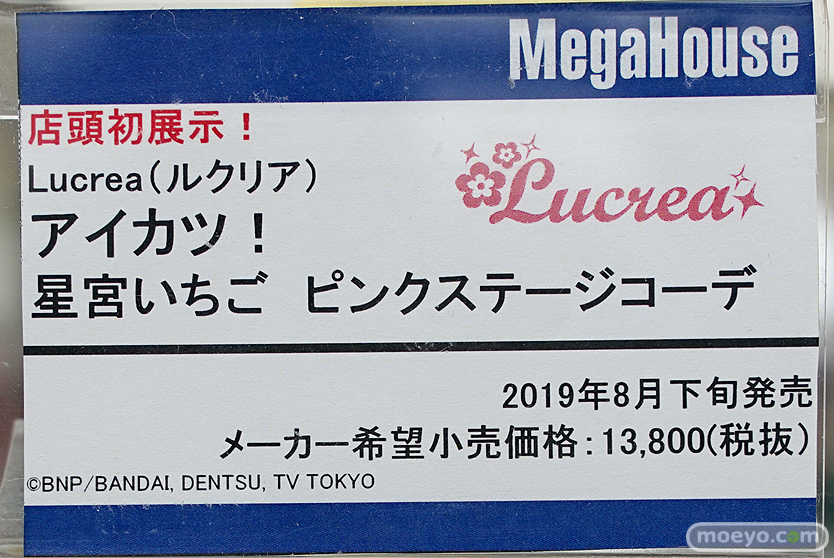 MegaHouse
店頭初展示！
Lucrea（ルクリア）
Lucrea
アイカツ！
星宮いちご　ピンクステージコーデ
2019年8月下旬発売
メーカー希望小売価格：13,800(税抜）
©BNP/BANDAI, DENTSU, TV TOKYO
moeyo.com